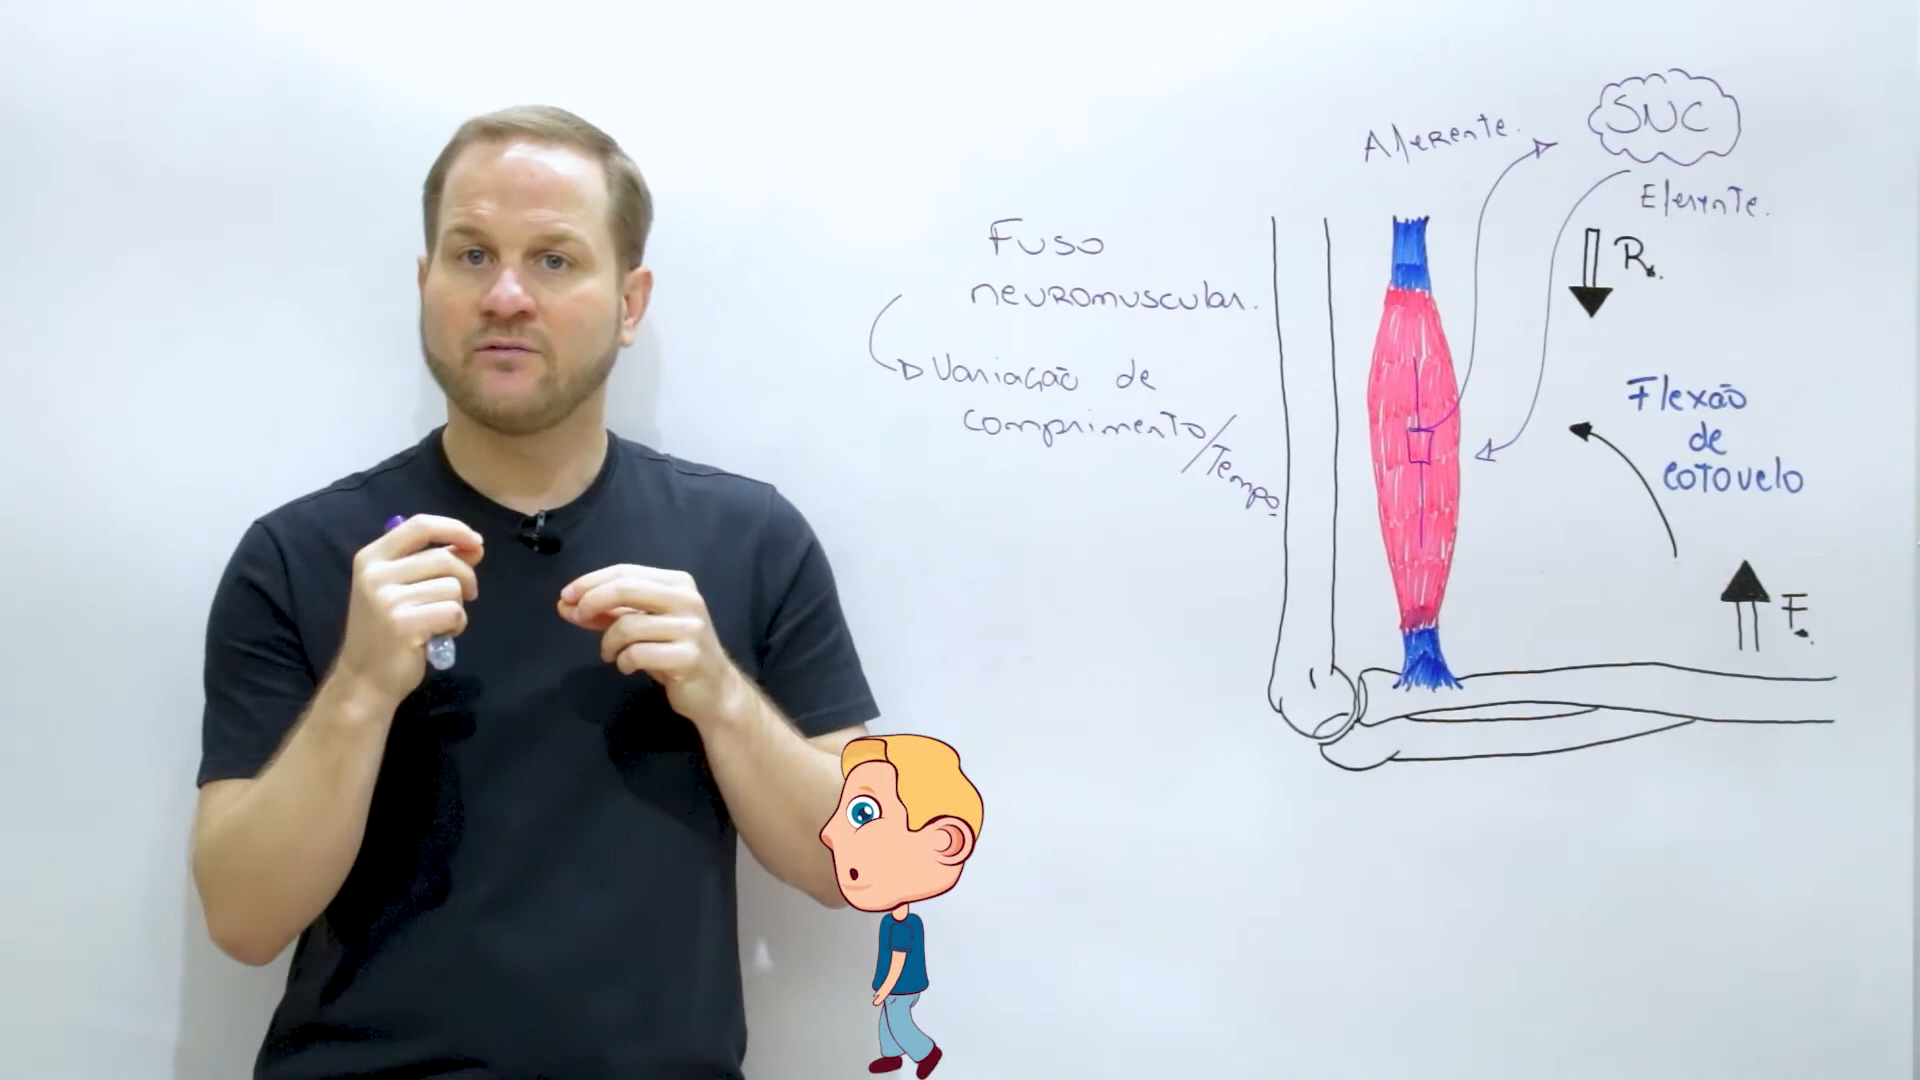 Fuso
neuromuscular.
Variação de
comprimento/Tempo
Aferente.
SNC
Eferente.
R.
Flexão
de
cotovelo
F.